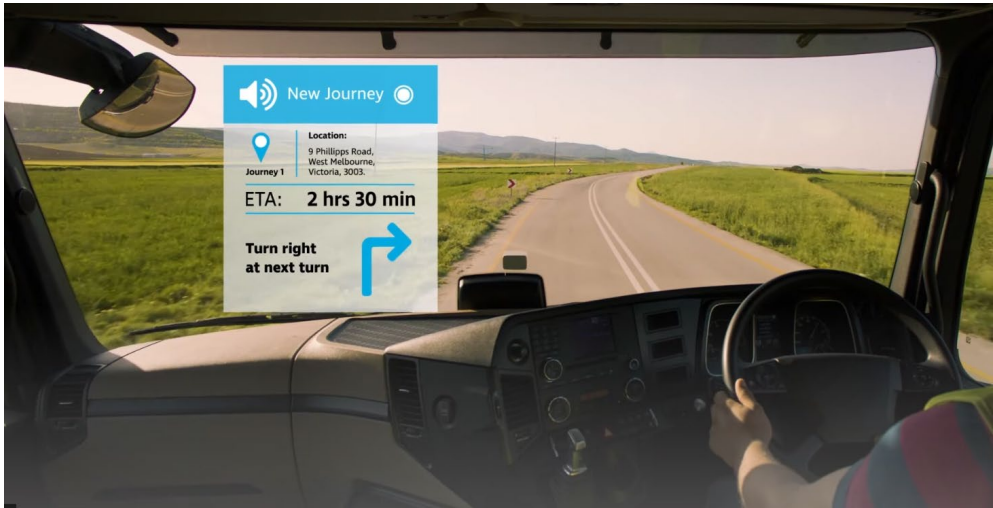 New Journey
Journey 1
Location:
9 Phillipps Road,
West Melbourne,
Victoria, 3003.
ETA: 2 hrs 30 min
Turn right
at next turn